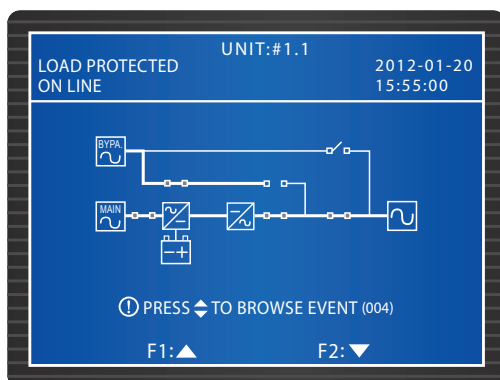 UNIT:#1.1
LOAD PROTECTED
ON LINE
2012-01-20
15:55:00
BYPA.
MAIN
PRESS TO BROWSE EVENT (004)
F1: F2: